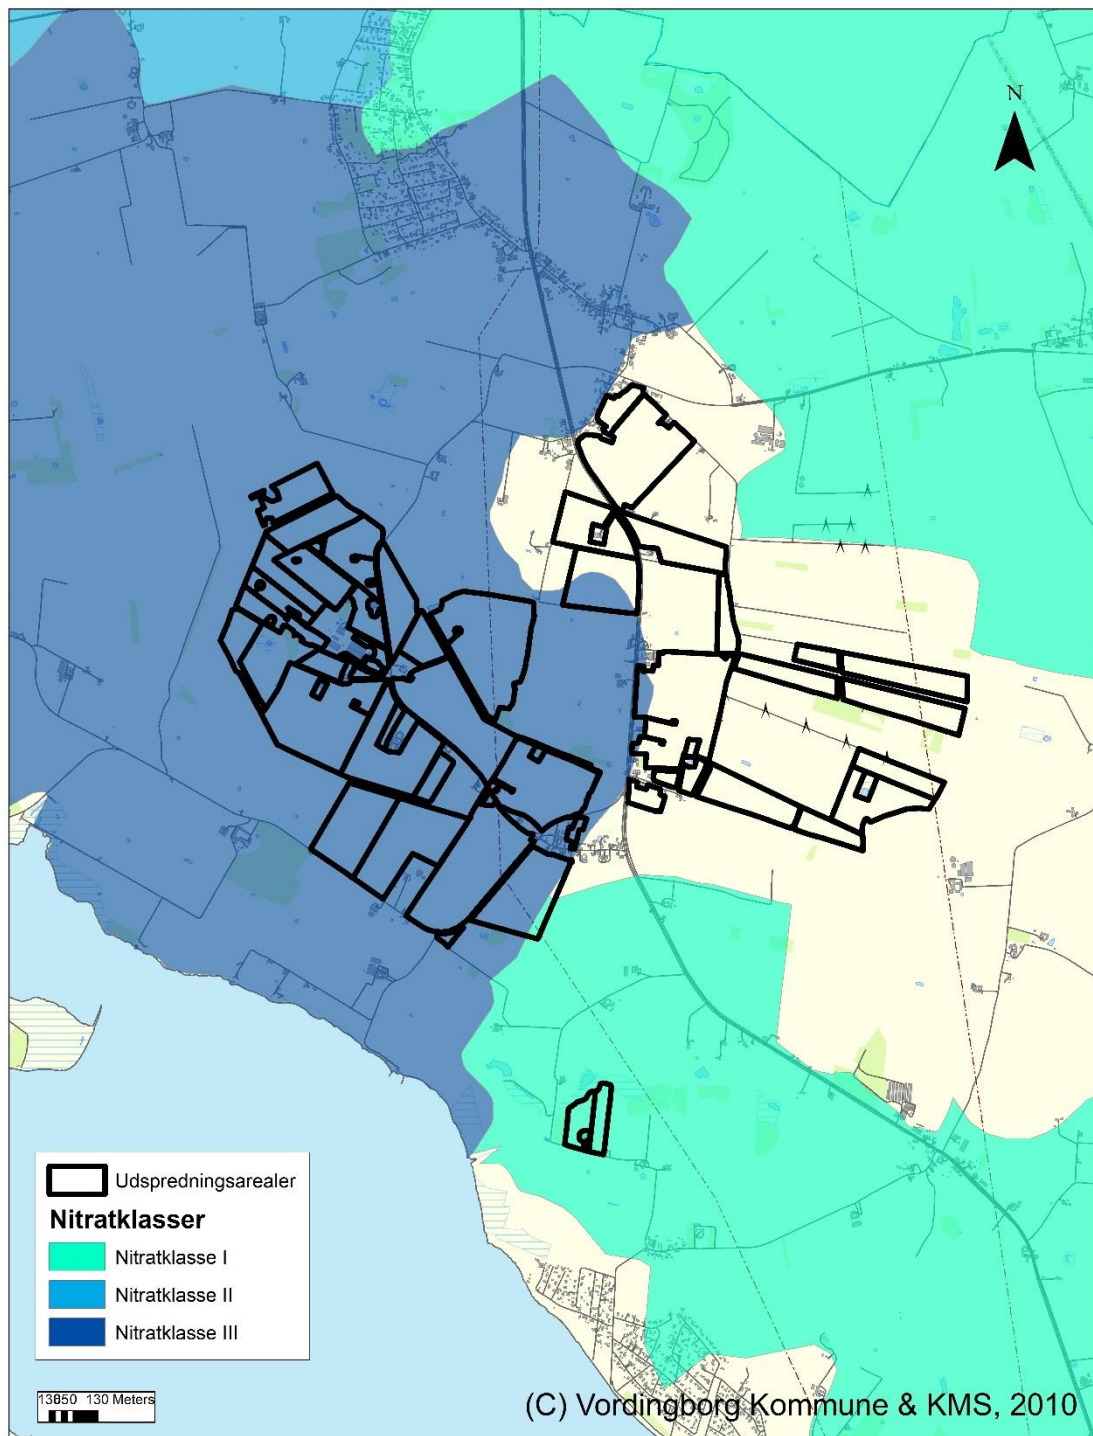 N
Udspredningsarealer
Nitratklasser
Nitratklasse I
Nitratklasse II
Nitratklasse III
130 Meters
(C) Vordingborg Kommune & KMS, 2010